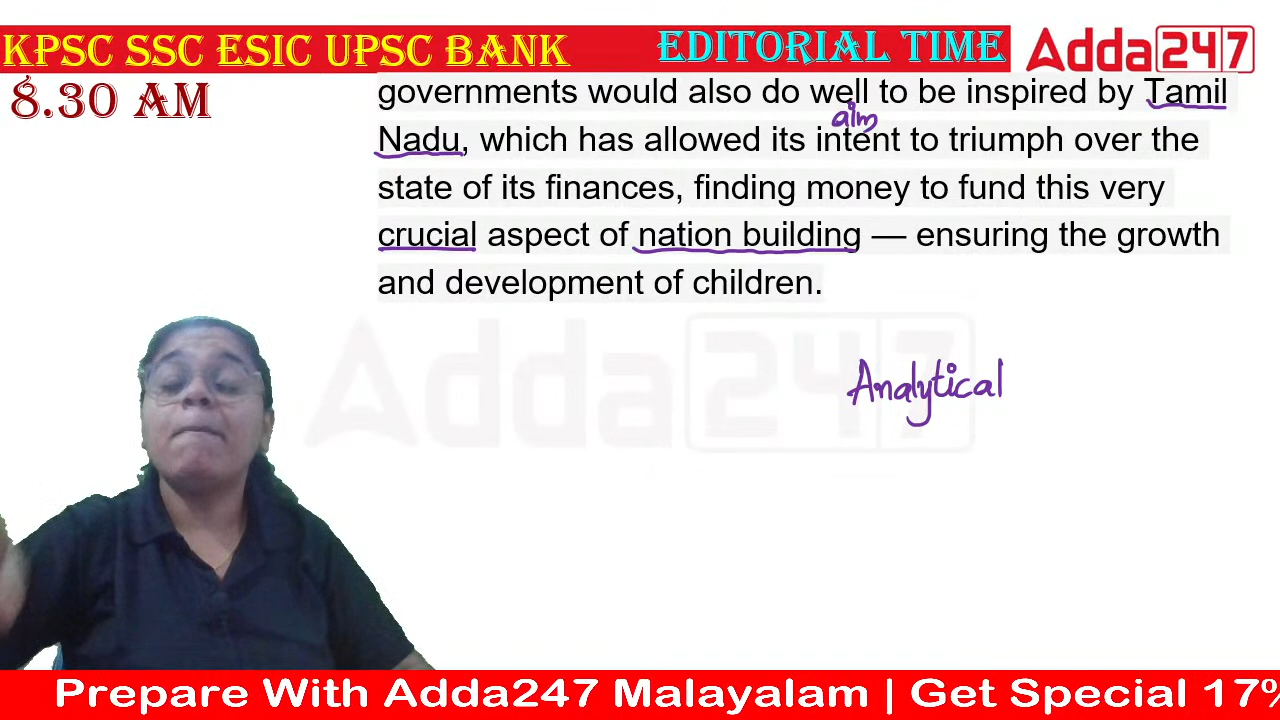 KPSC SSC ESIC UPSC BANK
EDITORIAL TIME
Adda247
8.30 AM
governments would also do well to be inspired by Tamil
aim
Nadu, which has allowed its intent to triumph over the
state of its finances, finding money to fund this very
crucial aspect of nation building — ensuring the growth
and development of children.
Adda247
Analytical
Prepare With Adda247 Malayalam | Get Special 17%